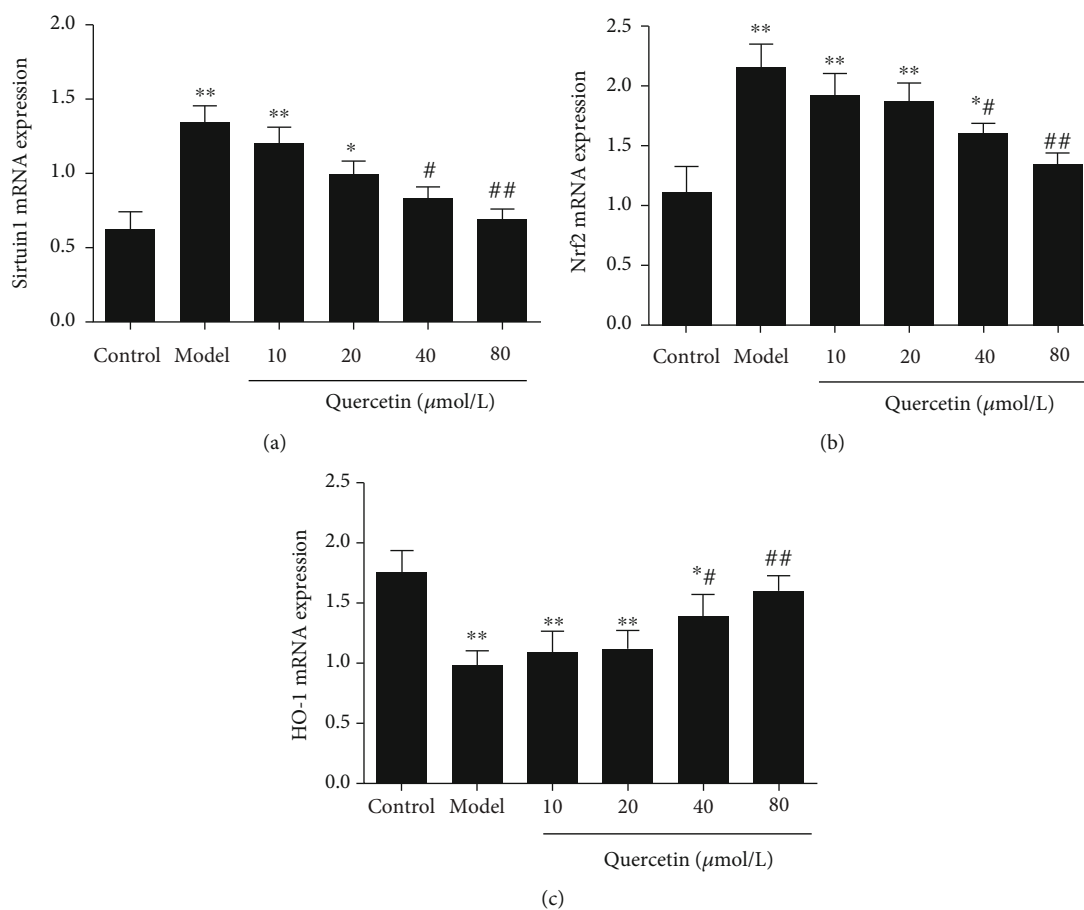 Sirtuin1 mRNA expression
1.5
** ** * # ##
2.0
1.0
0.5
0.0
Control Model 10 20 40 80
Quercetin (μmol/L)
(a)
Nrf2 mRNA expression
2.5
** ** ** *# ##
2.0
1.5
1.0
0.5
0.0
Control Model 10 20 40 80
Quercetin (μmol/L)
(b)
HO-1 mRNA expression
2.5
2.0
** ** ** *# ##
1.5
1.0
0.5
0.0
Control Model 10 20 40 80
Quercetin (μmol/L)
(c)